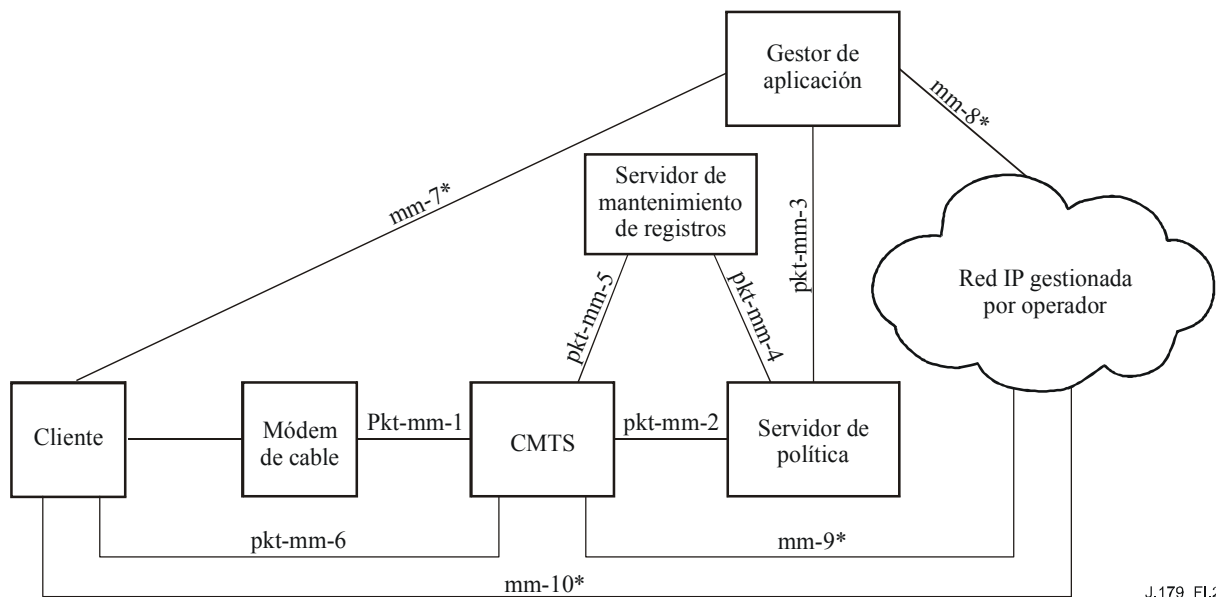 Gestor de
aplicación
mm-8*
Servidor de
mantenimiento
de registros
mm-7*
pkt-mm-3
Red IP gestionada
por operador
pkt-mm-5
pkt-mm-4
Cliente
Módem
de cable
Pkt-mm-1
CMTS
pkt-mm-2
Servidor de
política
pkt-mm-6
mm-9*
mm-10*